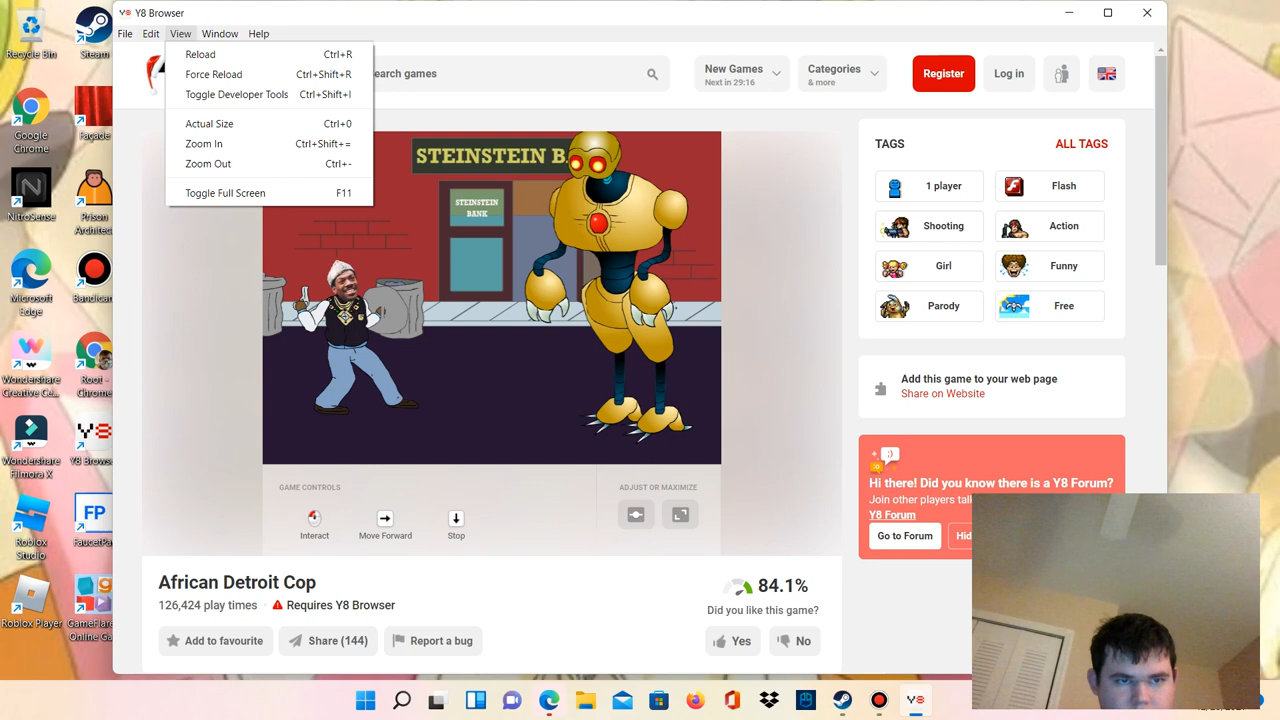 Y8 Browser
File Edit View Window Help
Reload Ctrl+R
Force Reload Ctrl+Shift+R
Toggle Developer Tools Ctrl+Shift+I
Actual Size Ctrl+0
Zoom In Ctrl+Shift+=
Zoom Out Ctrl+-
Toggle Full Screen F11
earch games
New Games
Next in 29:16
Categories
& more
Register
Log in
TAGS ALL TAGS
1 player Flash
Shooting Action
Girl Funny
Parody Free
Add this game to your web page
Share on Website
Hi there! Did you know there is a Y8 Forum?
Join other players tal
Y8 Forum
Go to Forum Hid
STEINSTEIN B
STEINSTEIN
BANK
GAME CONTROLS
Interact Move Forward Stop
ADJUST OR MAXIMIZE
African Detroit Cop
126,424 play times · Requires Y8 Browser
84.1%
Did you like this game?
Add to favourite Share (144) Report a bug
Yes No
Recycle Bin
Steam
Google
Chrome
Façade
N
NitroSense
Prison
Architec...
Microsoft
Edge
Bandicam
Wondershare
Creative Ce...
Root -
Chrome
Wondershare
Filmora X
Y8
Y8 Browser
Roblox
Studio
FP
FaucetPa
Roblox Player
GameFlare
Online Ga
Y8